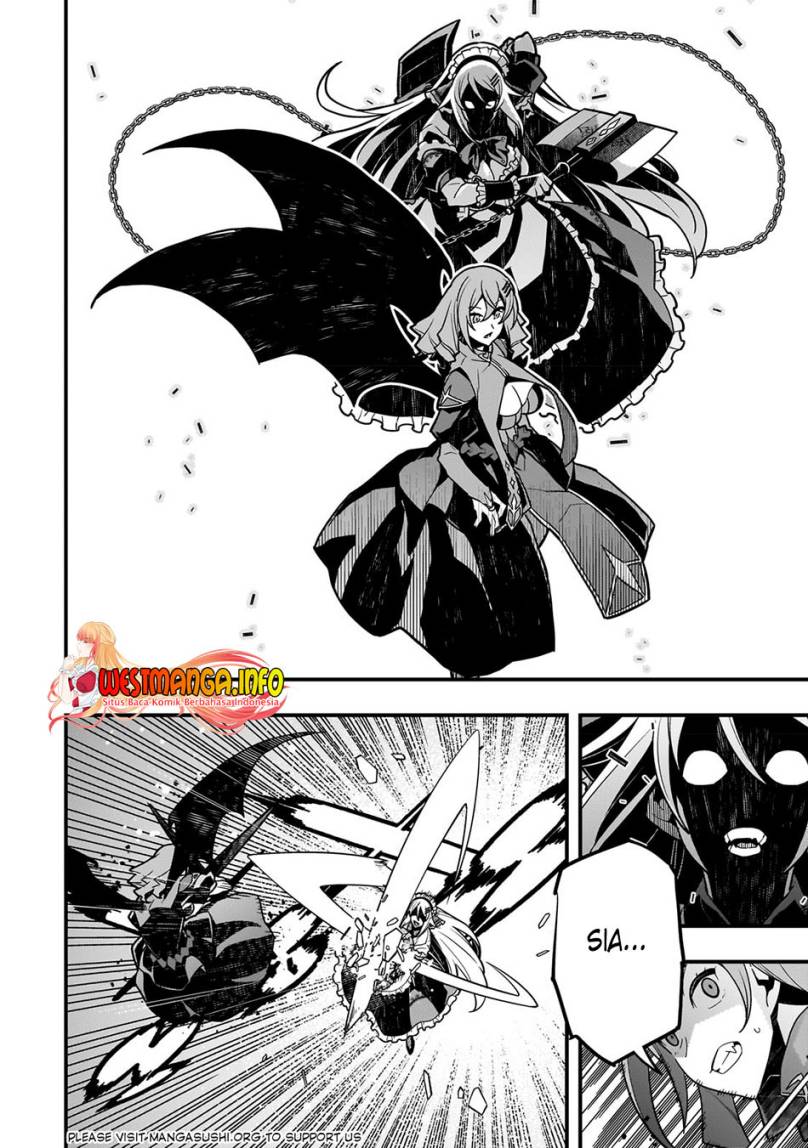 WESTMANGA.INFO
Situs Baca Komik Berbahasa Indonesia
SIA...
PLEASE VISIT MANGASUSHI.ORG TO SUPPORT US